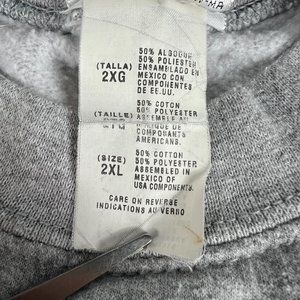 (TALLA)
2XG
50% ALGODON
50% POLIESTER
ENSAMBLADO EN
MEXICO CON
COMPONENTES
DE EE.UU.
(TAILLE)
50% COTON
50% POLYESTER
ASSEMBLE AU
COMPOSANTS
AMERICAINS.
(SIZE)
2XL
50% COTTON
50% POLYESTER
ASSEMBLED IN
MEXICO OF
USA COMPONENTS.
CARE ON REVERSE
INDICATIONS AU VERSO